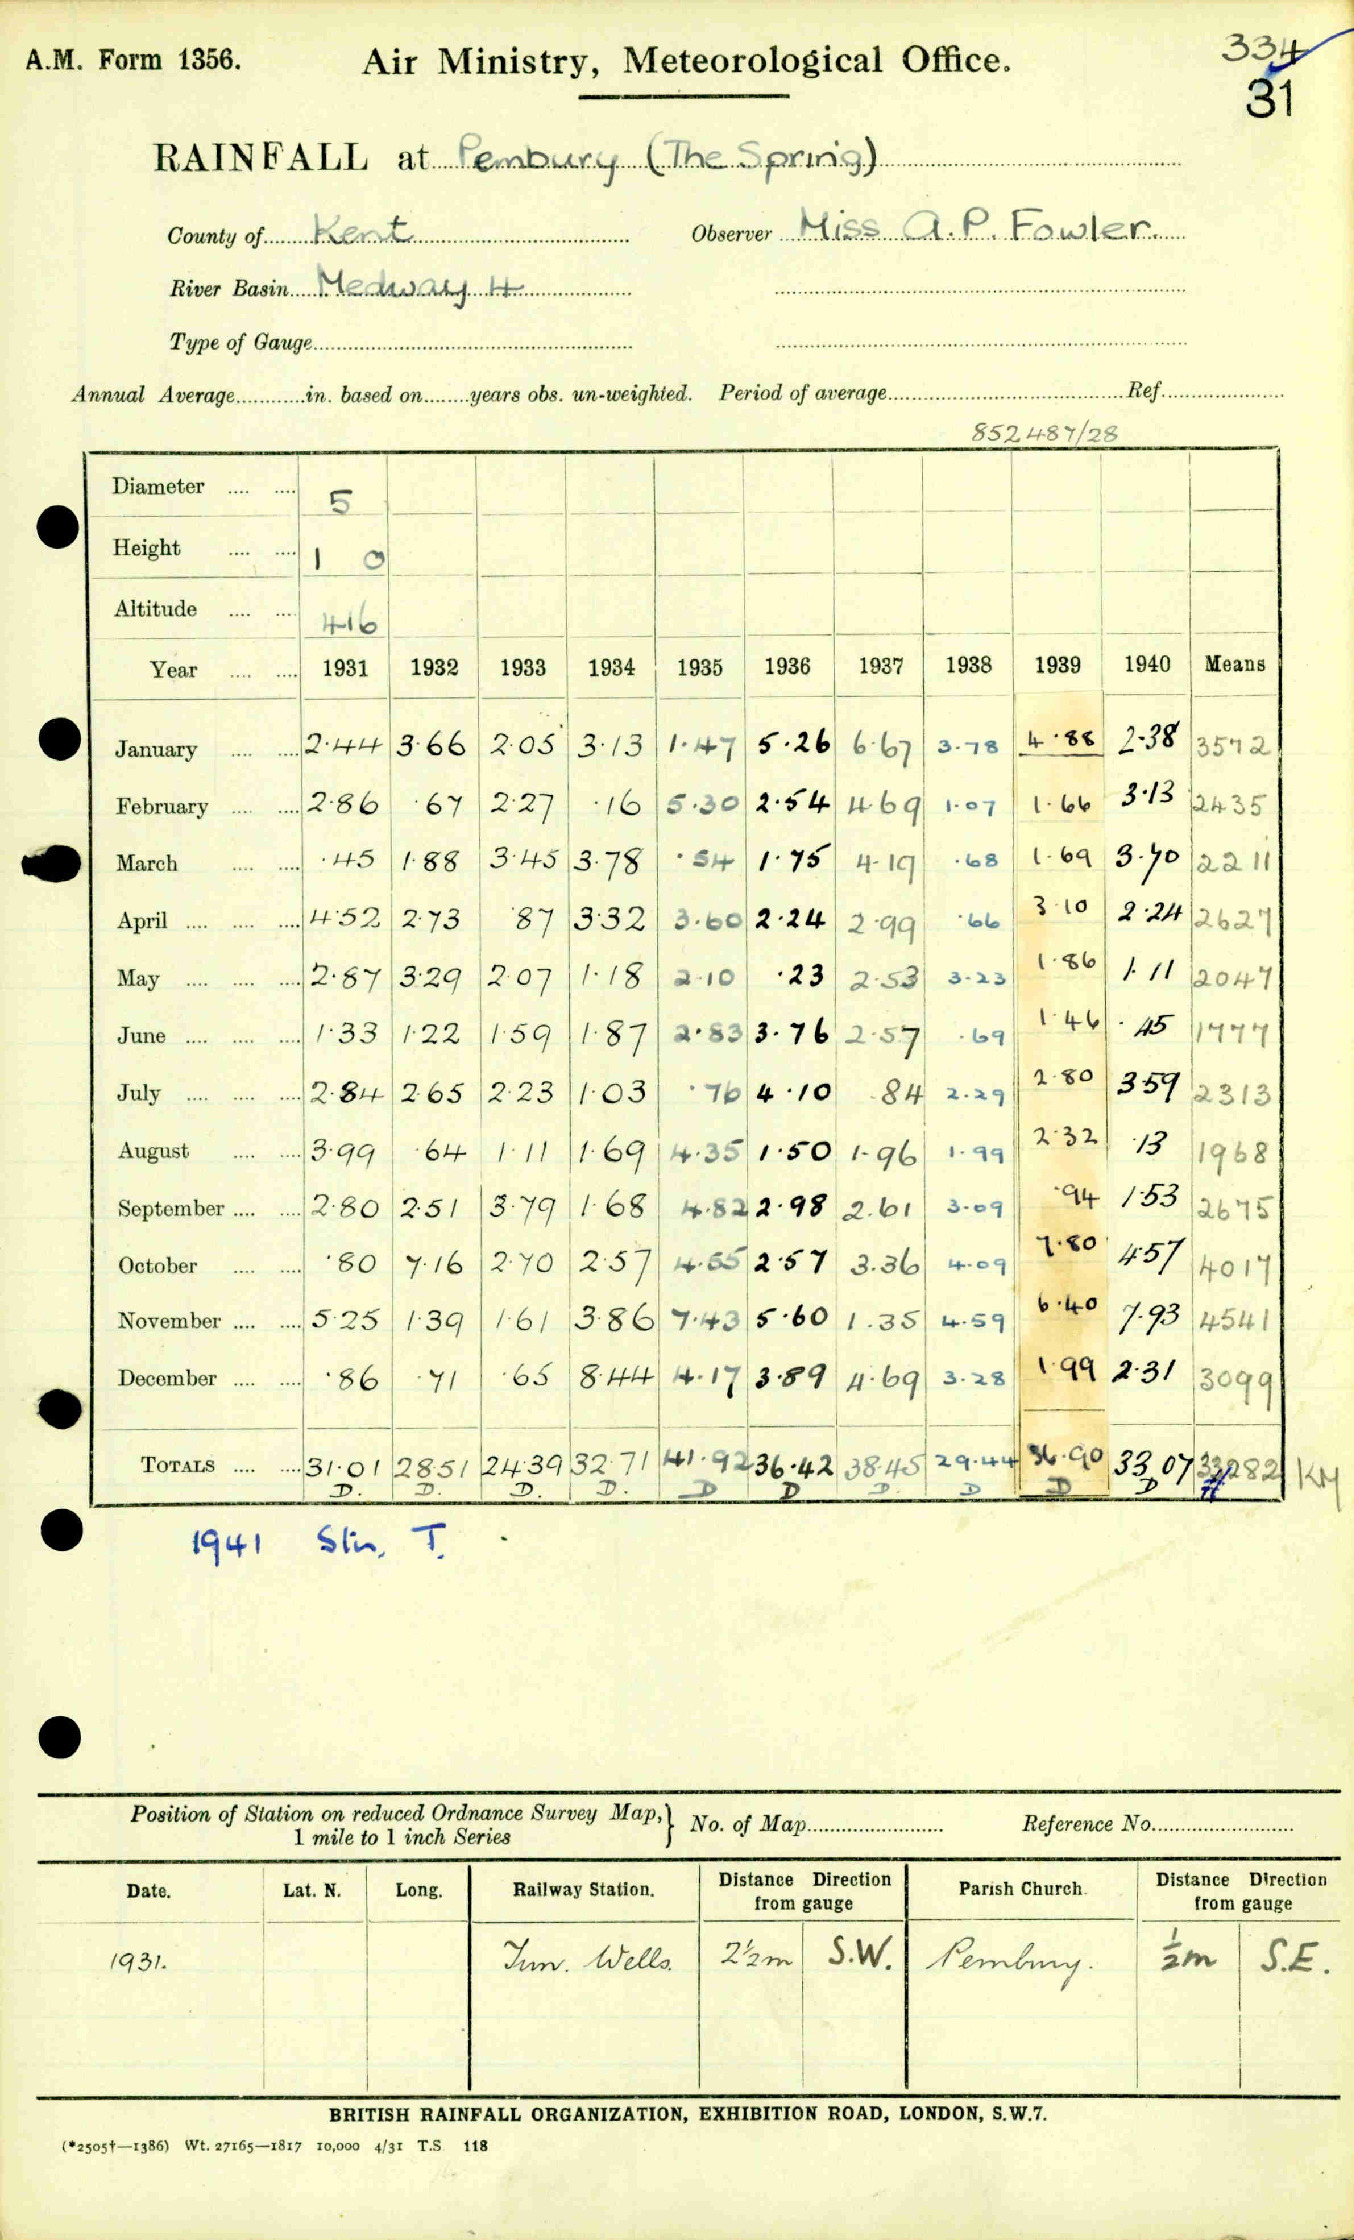 A.M. Form 1356.
Air Ministry, Meteorological Office.
334
31
RAINFALL at Pembury (The Spring)
County of Kent Observer Miss A.P. Fowler.
River Basin Medway 4
Type of Gauge
Annual Average in. based on years obs. un-weighted. Period of average Ref.
852487/28
Diameter 5
Height 1 0
Altitude 416
Year 1931 1932 1933 1934 1935 1936 1937 1938 1939 1940 Means
January 2.44 3.66 2.05 3.13 1.47 5.26 6.67 3.78 4.88 2.38 3572
February 2.86 .67 2.27 .16 5.30 2.54 4.69 1.07 1.66 3.13 2435
March .45 1.88 3.45 3.78 .54 1.75 4.19 .68 1.69 3.70 2211
April 4.52 2.73 .87 3.32 3.60 2.24 2.99 .66 3.10 2.24 2627
May 2.87 3.29 2.07 1.18 2.10 .23 2.53 3.23 1.86 1.11 2047
June 1.33 1.22 1.59 1.87 2.83 3.76 2.57 .69 1.46 .45 1777
July 2.84 2.65 2.23 1.03 .76 4.10 .84 2.29 2.80 3.59 2313
August 3.99 .64 1.11 1.69 4.35 1.50 1.96 1.99 2.32 .13 1968
September 2.80 2.51 3.79 1.68 4.82 2.98 2.61 3.09 .94 1.53 2675
October .80 7.16 2.70 2.57 4.55 2.57 3.36 4.09 7.80 4.57 4017
November 5.25 1.39 1.61 3.86 7.43 5.60 1.35 4.59 6.40 7.93 4541
December .86 .71 .65 8.44 4.17 3.89 4.69 3.28 1.99 2.31 3099
TOTALS 31.01 28.51 24.39 32.71 41.92 36.42 38.45 29.44 36.90 33.07 33282 KM
D. D. D. D. D D D. D D D
1941 Stn. T.
Position of Station on reduced Ordnance Survey Map, 1 mile to 1 inch Series } No. of Map Reference No.
Date. Lat. N. Long. Railway Station. Distance Direction from gauge Parish Church. Distance Direction from gauge
1931. Tun. Wells. 2½m S.W. Pembury. ½m S.E.
BRITISH RAINFALL ORGANIZATION, EXHIBITION ROAD, LONDON, S.W.7.
(*2505†—1386) Wt. 27165—1817 10,000 4/31 T.S. 118